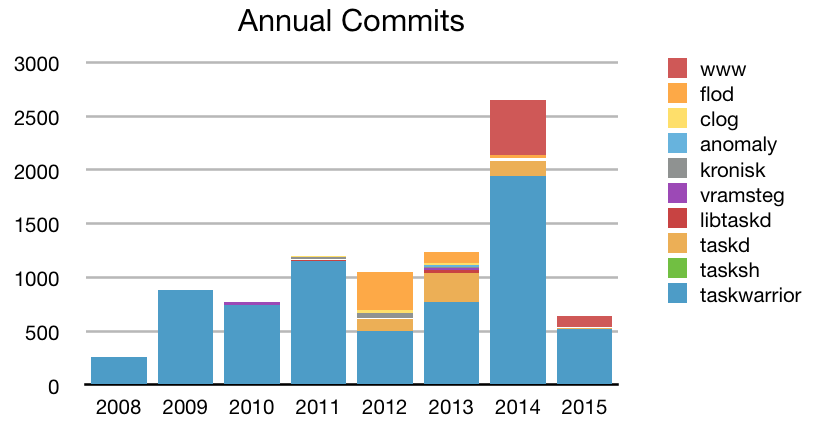 Annual Commits
3000
2500
2000
1500
1000
500
0
2008 2009 2010 2011 2012 2013 2014 2015
www
flod
clog
anomaly
kronisk
vramsteg
libtaskd
taskd
tasksh
taskwarrior